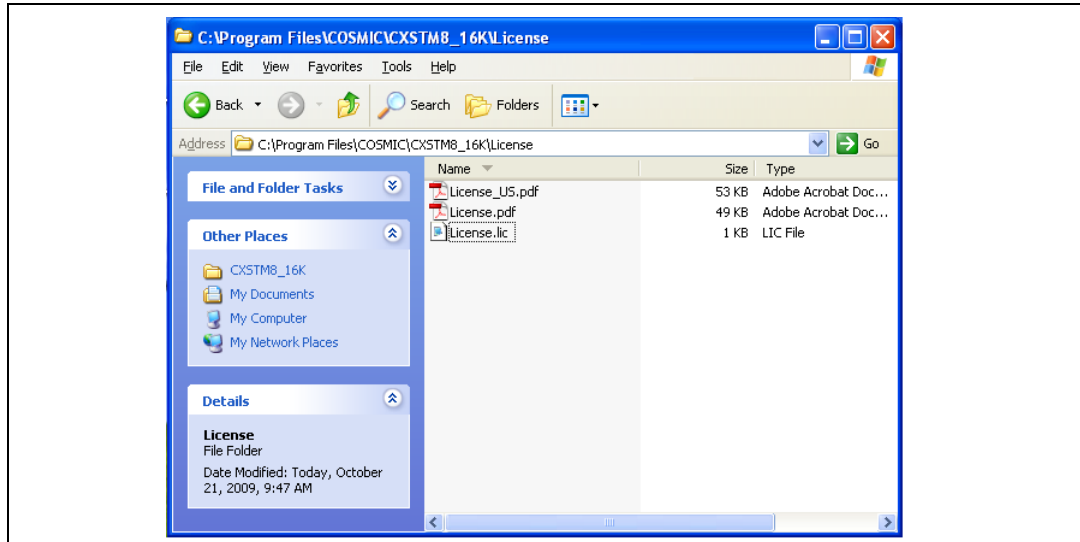 C:\Program Files\COSMIC\CXSTM8_16K\License
File Edit View Favorites Tools Help
Back Search Folders
Address C:\Program Files\COSMIC\CXSTM8_16K\License Go
File and Folder Tasks
Other Places
CXSTM8_16K
My Documents
My Computer
My Network Places
Details
License
File Folder
Date Modified: Today, October
21, 2009, 9:47 AM
Name Size Type
License_US.pdf 53 KB Adobe Acrobat Doc...
License.pdf 49 KB Adobe Acrobat Doc...
License.lic 1 KB LIC File